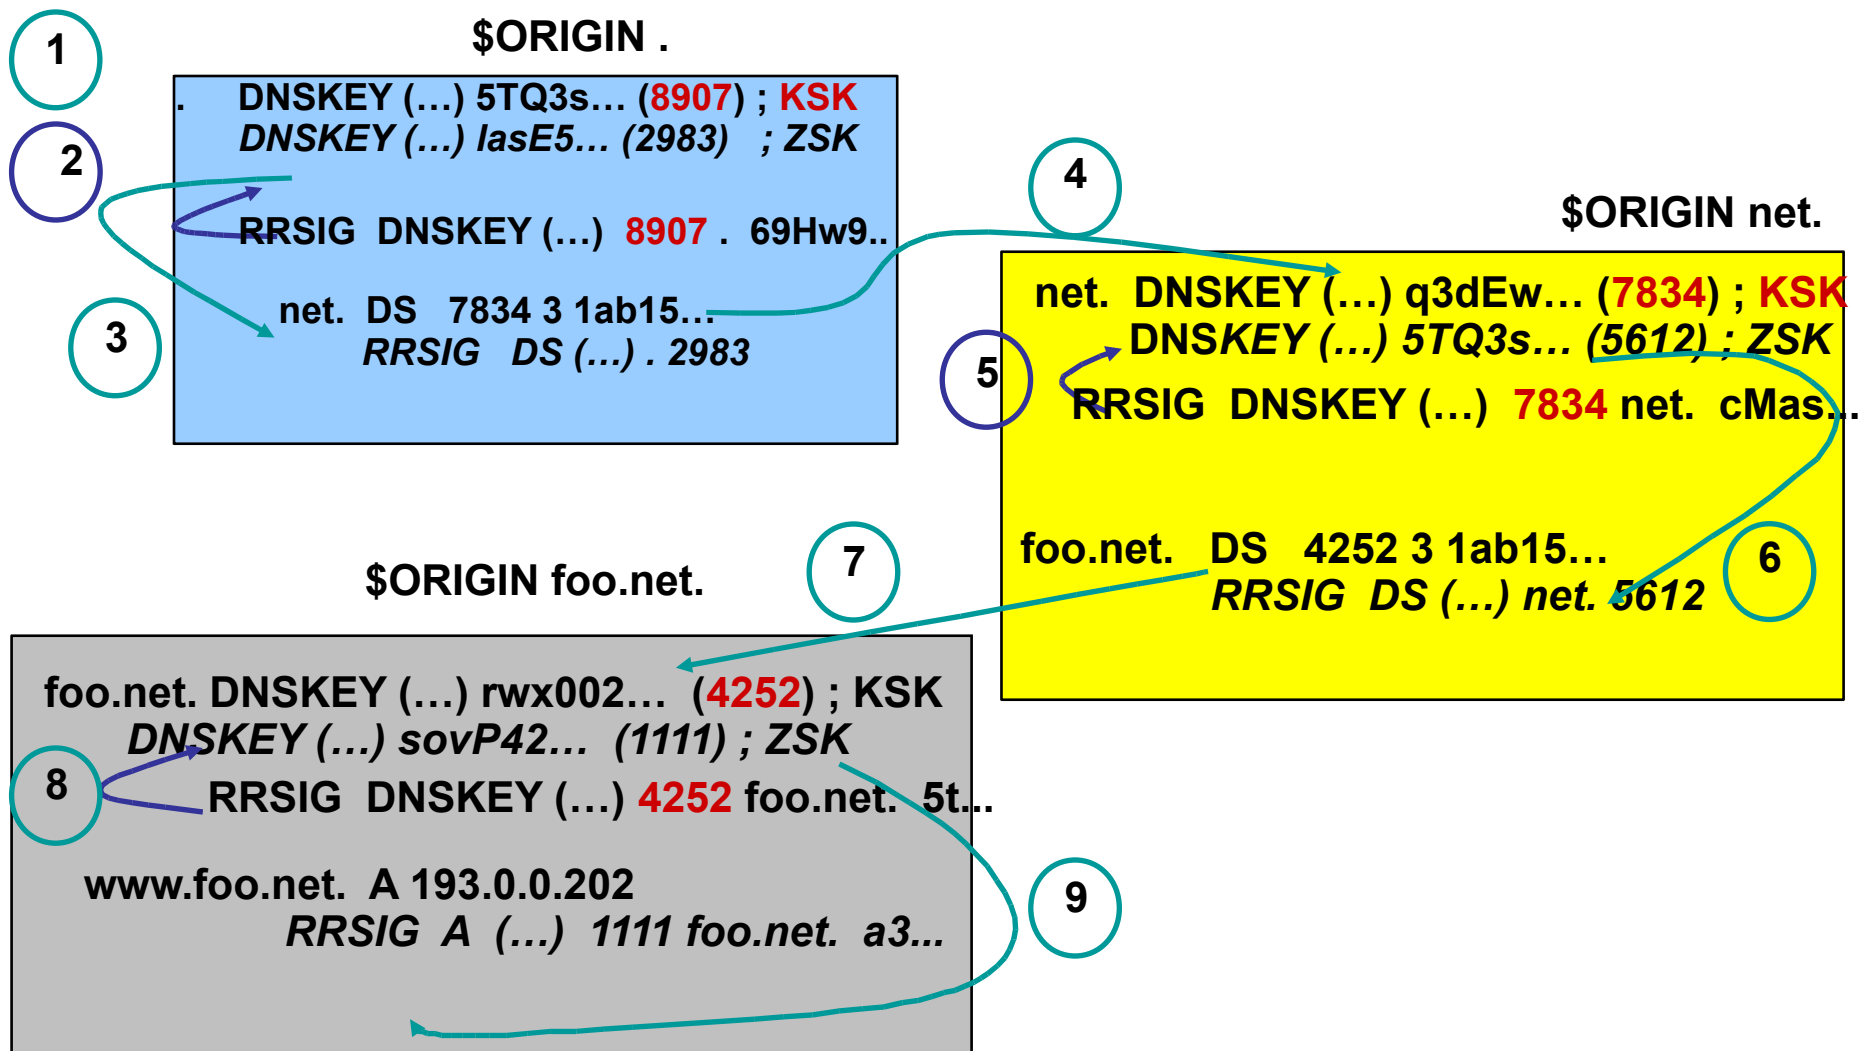 1
$ORIGIN .
. DNSKEY (…) 5TQ3s… (8907) ; KSK
DNSKEY (…) lasE5… (2983) ; ZSK
2
RRSIG DNSKEY (…) 8907 . 69Hw9..
net. DS 7834 3 1ab15…
RRSIG DS (…) . 2983
3
4
$ORIGIN net.
net. DNSKEY (…) q3dEw… (7834) ; KSK
DNSKEY (…) 5TQ3s… (5612) ; ZSK
5
RRSIG DNSKEY (…) 7834 net. cMas...
foo.net. DS 4252 3 1ab15…
RRSIG DS (…) net. 5612
6
7
$ORIGIN foo.net.
foo.net. DNSKEY (…) rwx002… (4252) ; KSK
DNSKEY (…) sovP42… (1111) ; ZSK
8
RRSIG DNSKEY (…) 4252 foo.net. 5t...
www.foo.net. A 193.0.0.202
RRSIG A (…) 1111 foo.net. a3...
9